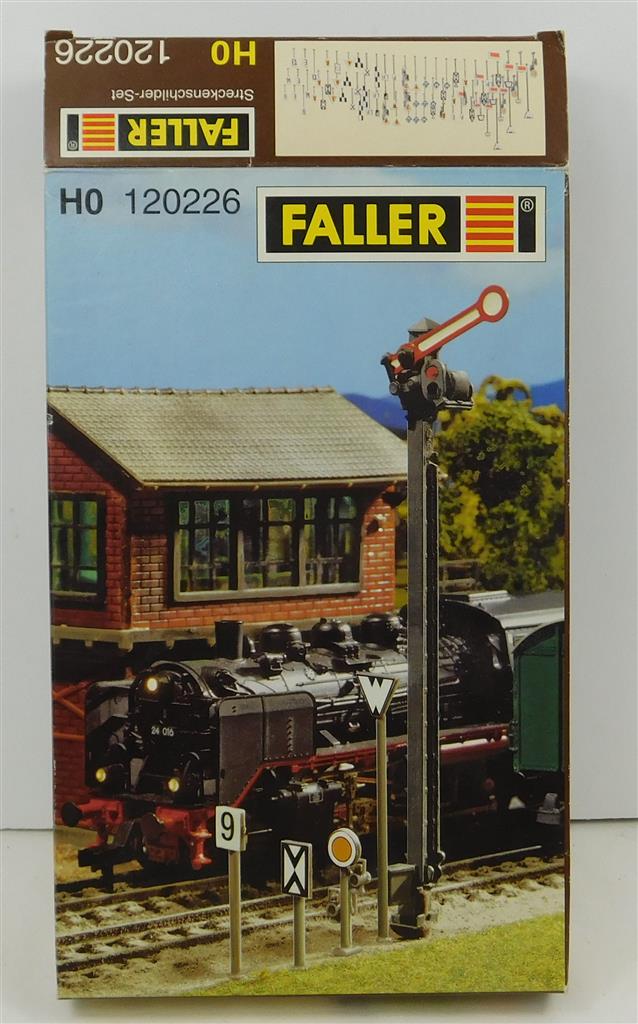 H0 120226
Streckenschilder-Set
FALLER ®
H0 120226
FALLER ®
24 016
W
9